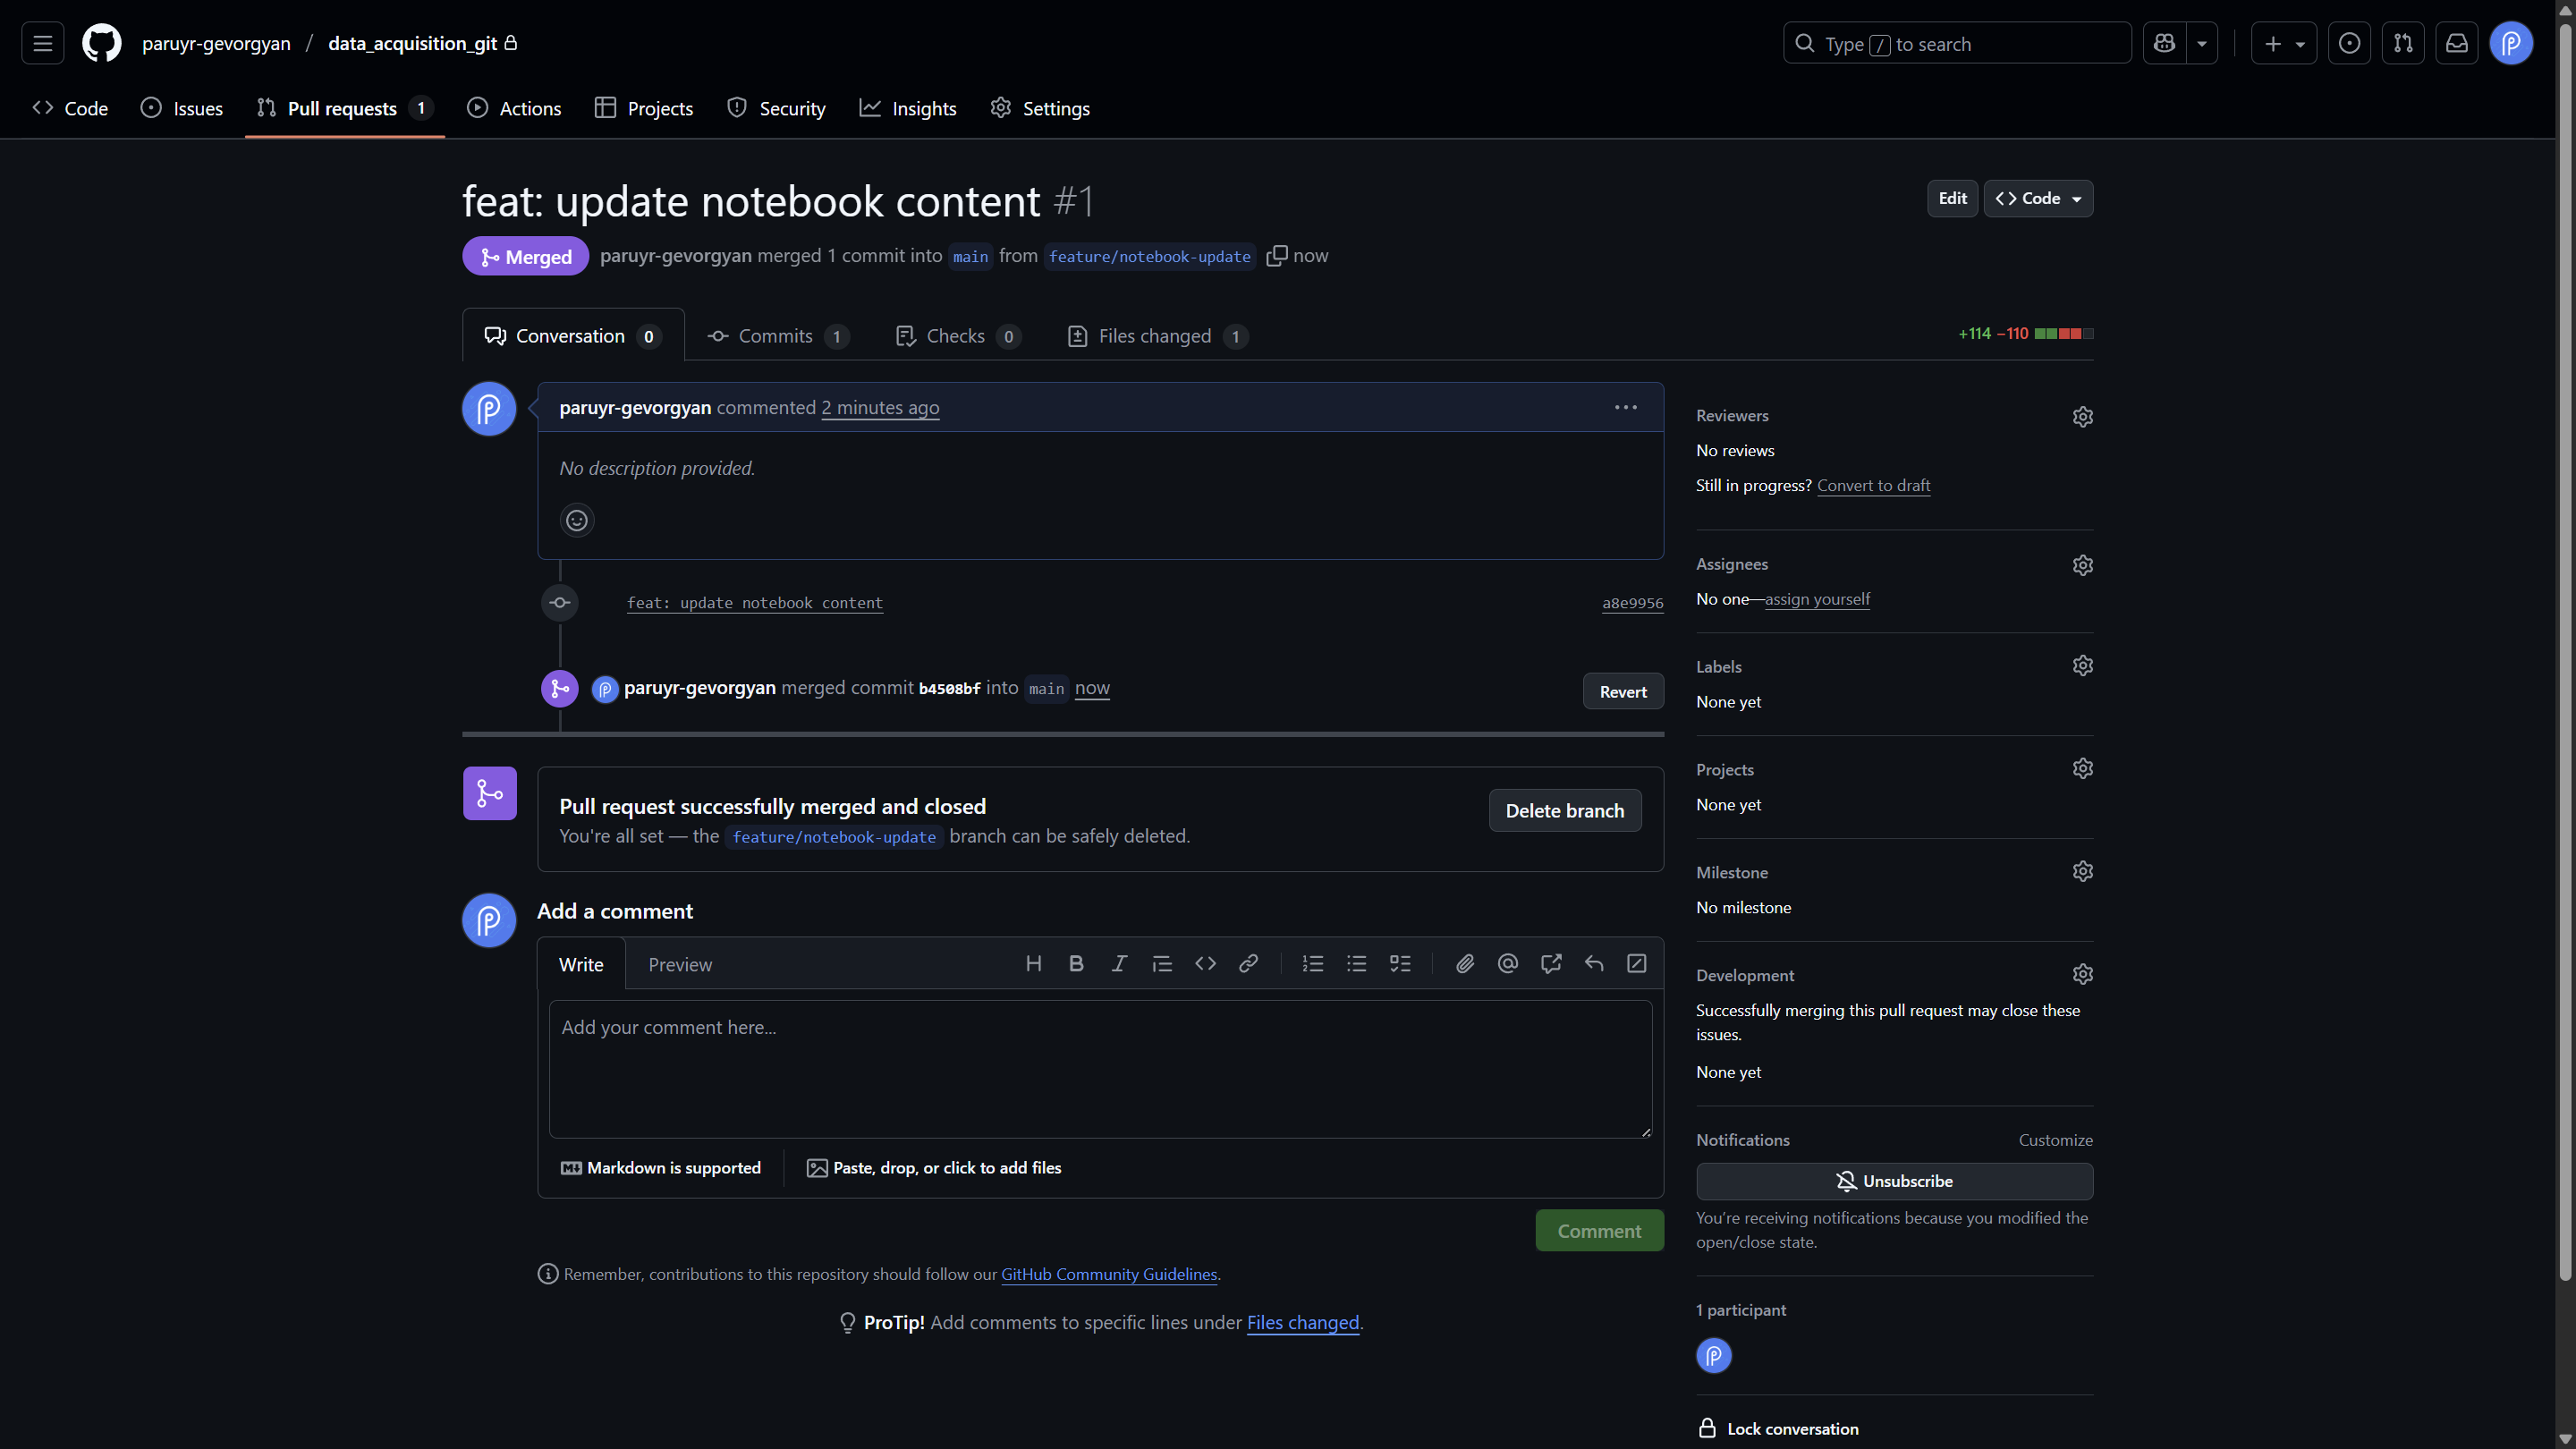 paruyr-gevorgyan / data_acquisition_git
Type / to search
Code
Issues
Pull requests 1
Actions
Projects
Security
Insights
Settings
feat: update notebook content #1
Edit
Code
Merged
paruyr-gevorgyan merged 1 commit into main from feature/notebook-update now
Conversation 0
Commits 1
Checks 0
Files changed 1
+114 −110
paruyr-gevorgyan commented 2 minutes ago
No description provided.
feat: update notebook content
a8e9956
paruyr-gevorgyan merged commit b4508bf into main now
Revert
Pull request successfully merged and closed
You're all set — the feature/notebook-update branch can be safely deleted.
Delete branch
Add a comment
Write
Preview
Add your comment here...
Markdown is supported
Paste, drop, or click to add files
Comment
Remember, contributions to this repository should follow our GitHub Community Guidelines.
ProTip! Add comments to specific lines under Files changed.
Reviewers
No reviews
Still in progress? Convert to draft
Assignees
No one—assign yourself
Labels
None yet
Projects
None yet
Milestone
No milestone
Development
Successfully merging this pull request may close these
issues.
None yet
Notifications
Customize
Unsubscribe
You're receiving notifications because you modified the
open/close state.
1 participant
Lock conversation